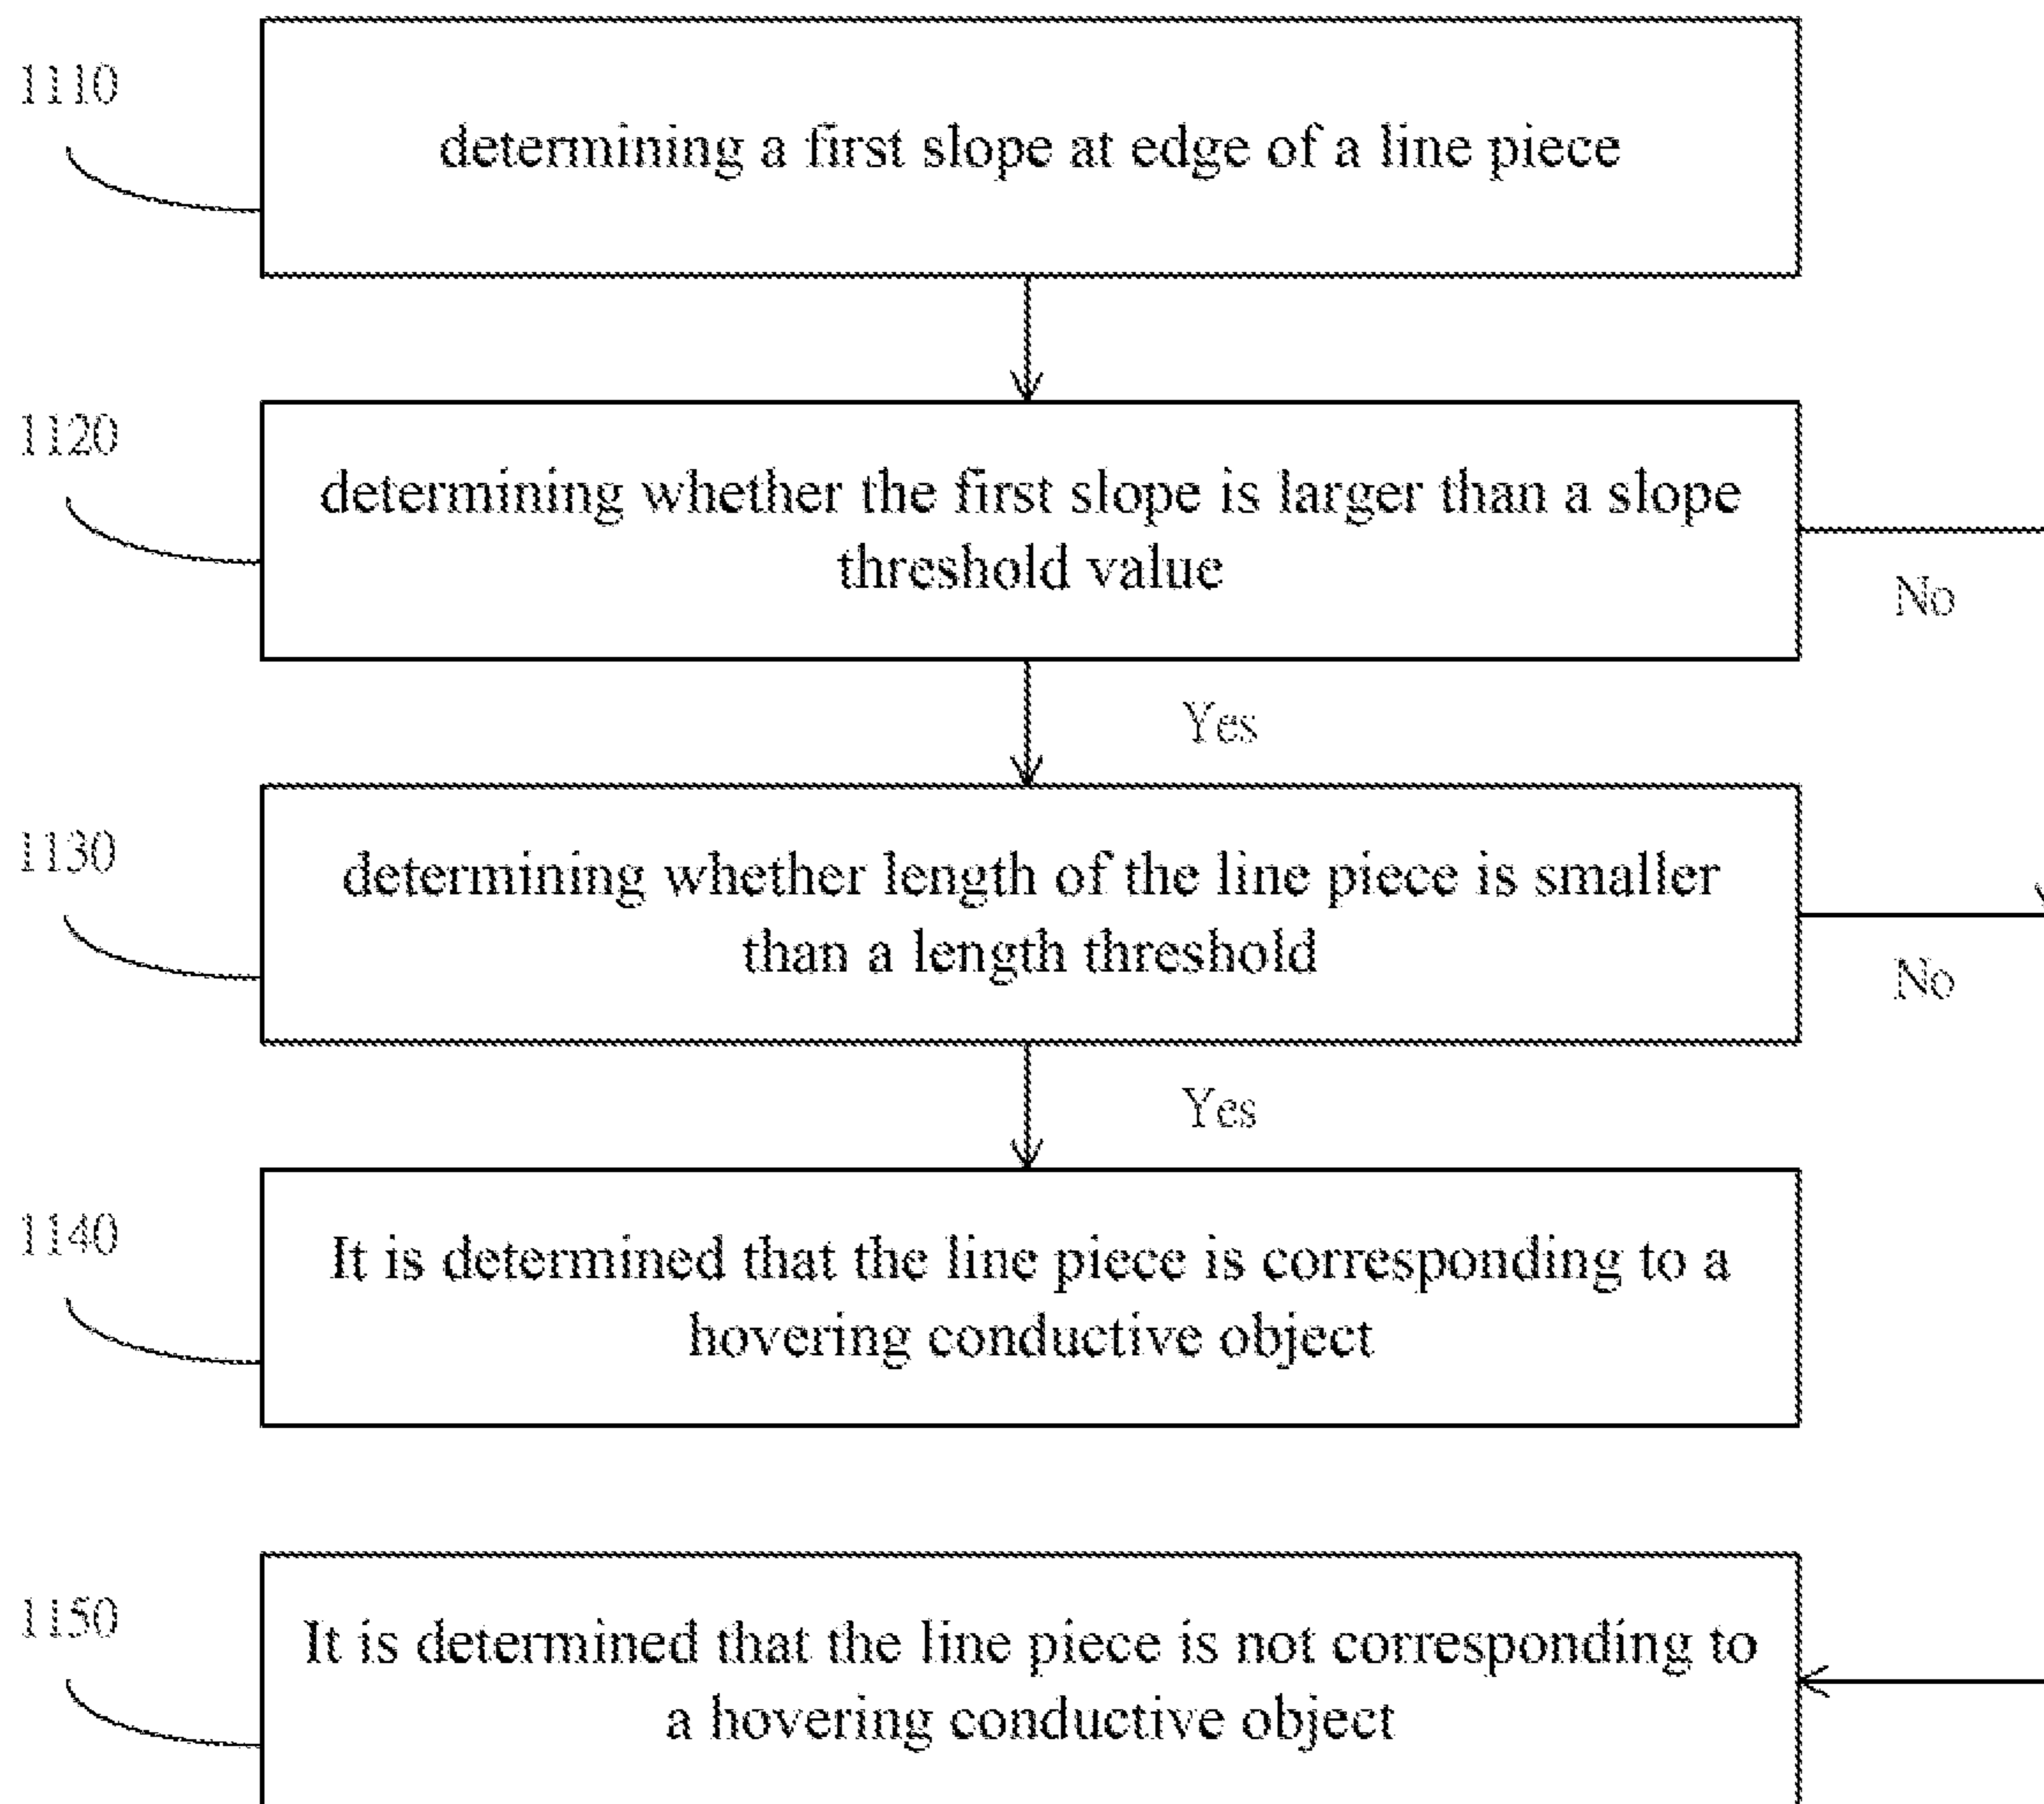 1110
determining a first slope at edge of a line piece
1120
determining whether the first slope is larger than a slope
threshold value
No
Yes
1130
determining whether length of the line piece is smaller
than a length threshold
No
Yes
1140
It is determined that the line piece is corresponding to a
hovering conductive object
1150
It is determined that the line piece is not corresponding to
a hovering conductive object